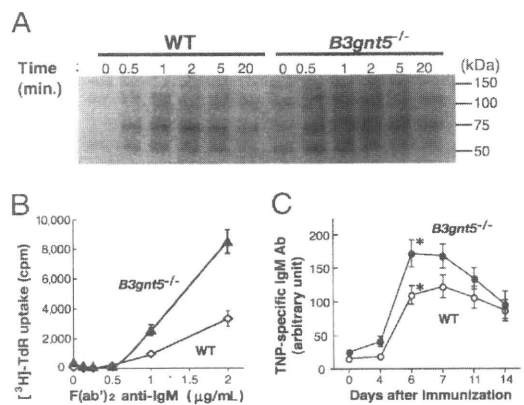 A
WT B3gnt5-/-
Time : 0 0.5 1 2 5 20 0 0.5 1 2 5 20 (kDa)
(min.)
150
100
75
50
B
[3H]-TdR uptake (cpm)
10,000
8,000
6,000
4,000
2,000
0
B3gnt5-/-
WT
0 0.5 1 2
F(ab')2 anti-IgM (μg/mL)
C
TNP-specific IgM Ab
(arbitrary unit)
200
150
100
50
0
B3gnt5-/-
*
*
WT
0 4 6 7 11 14
Days after Immunization